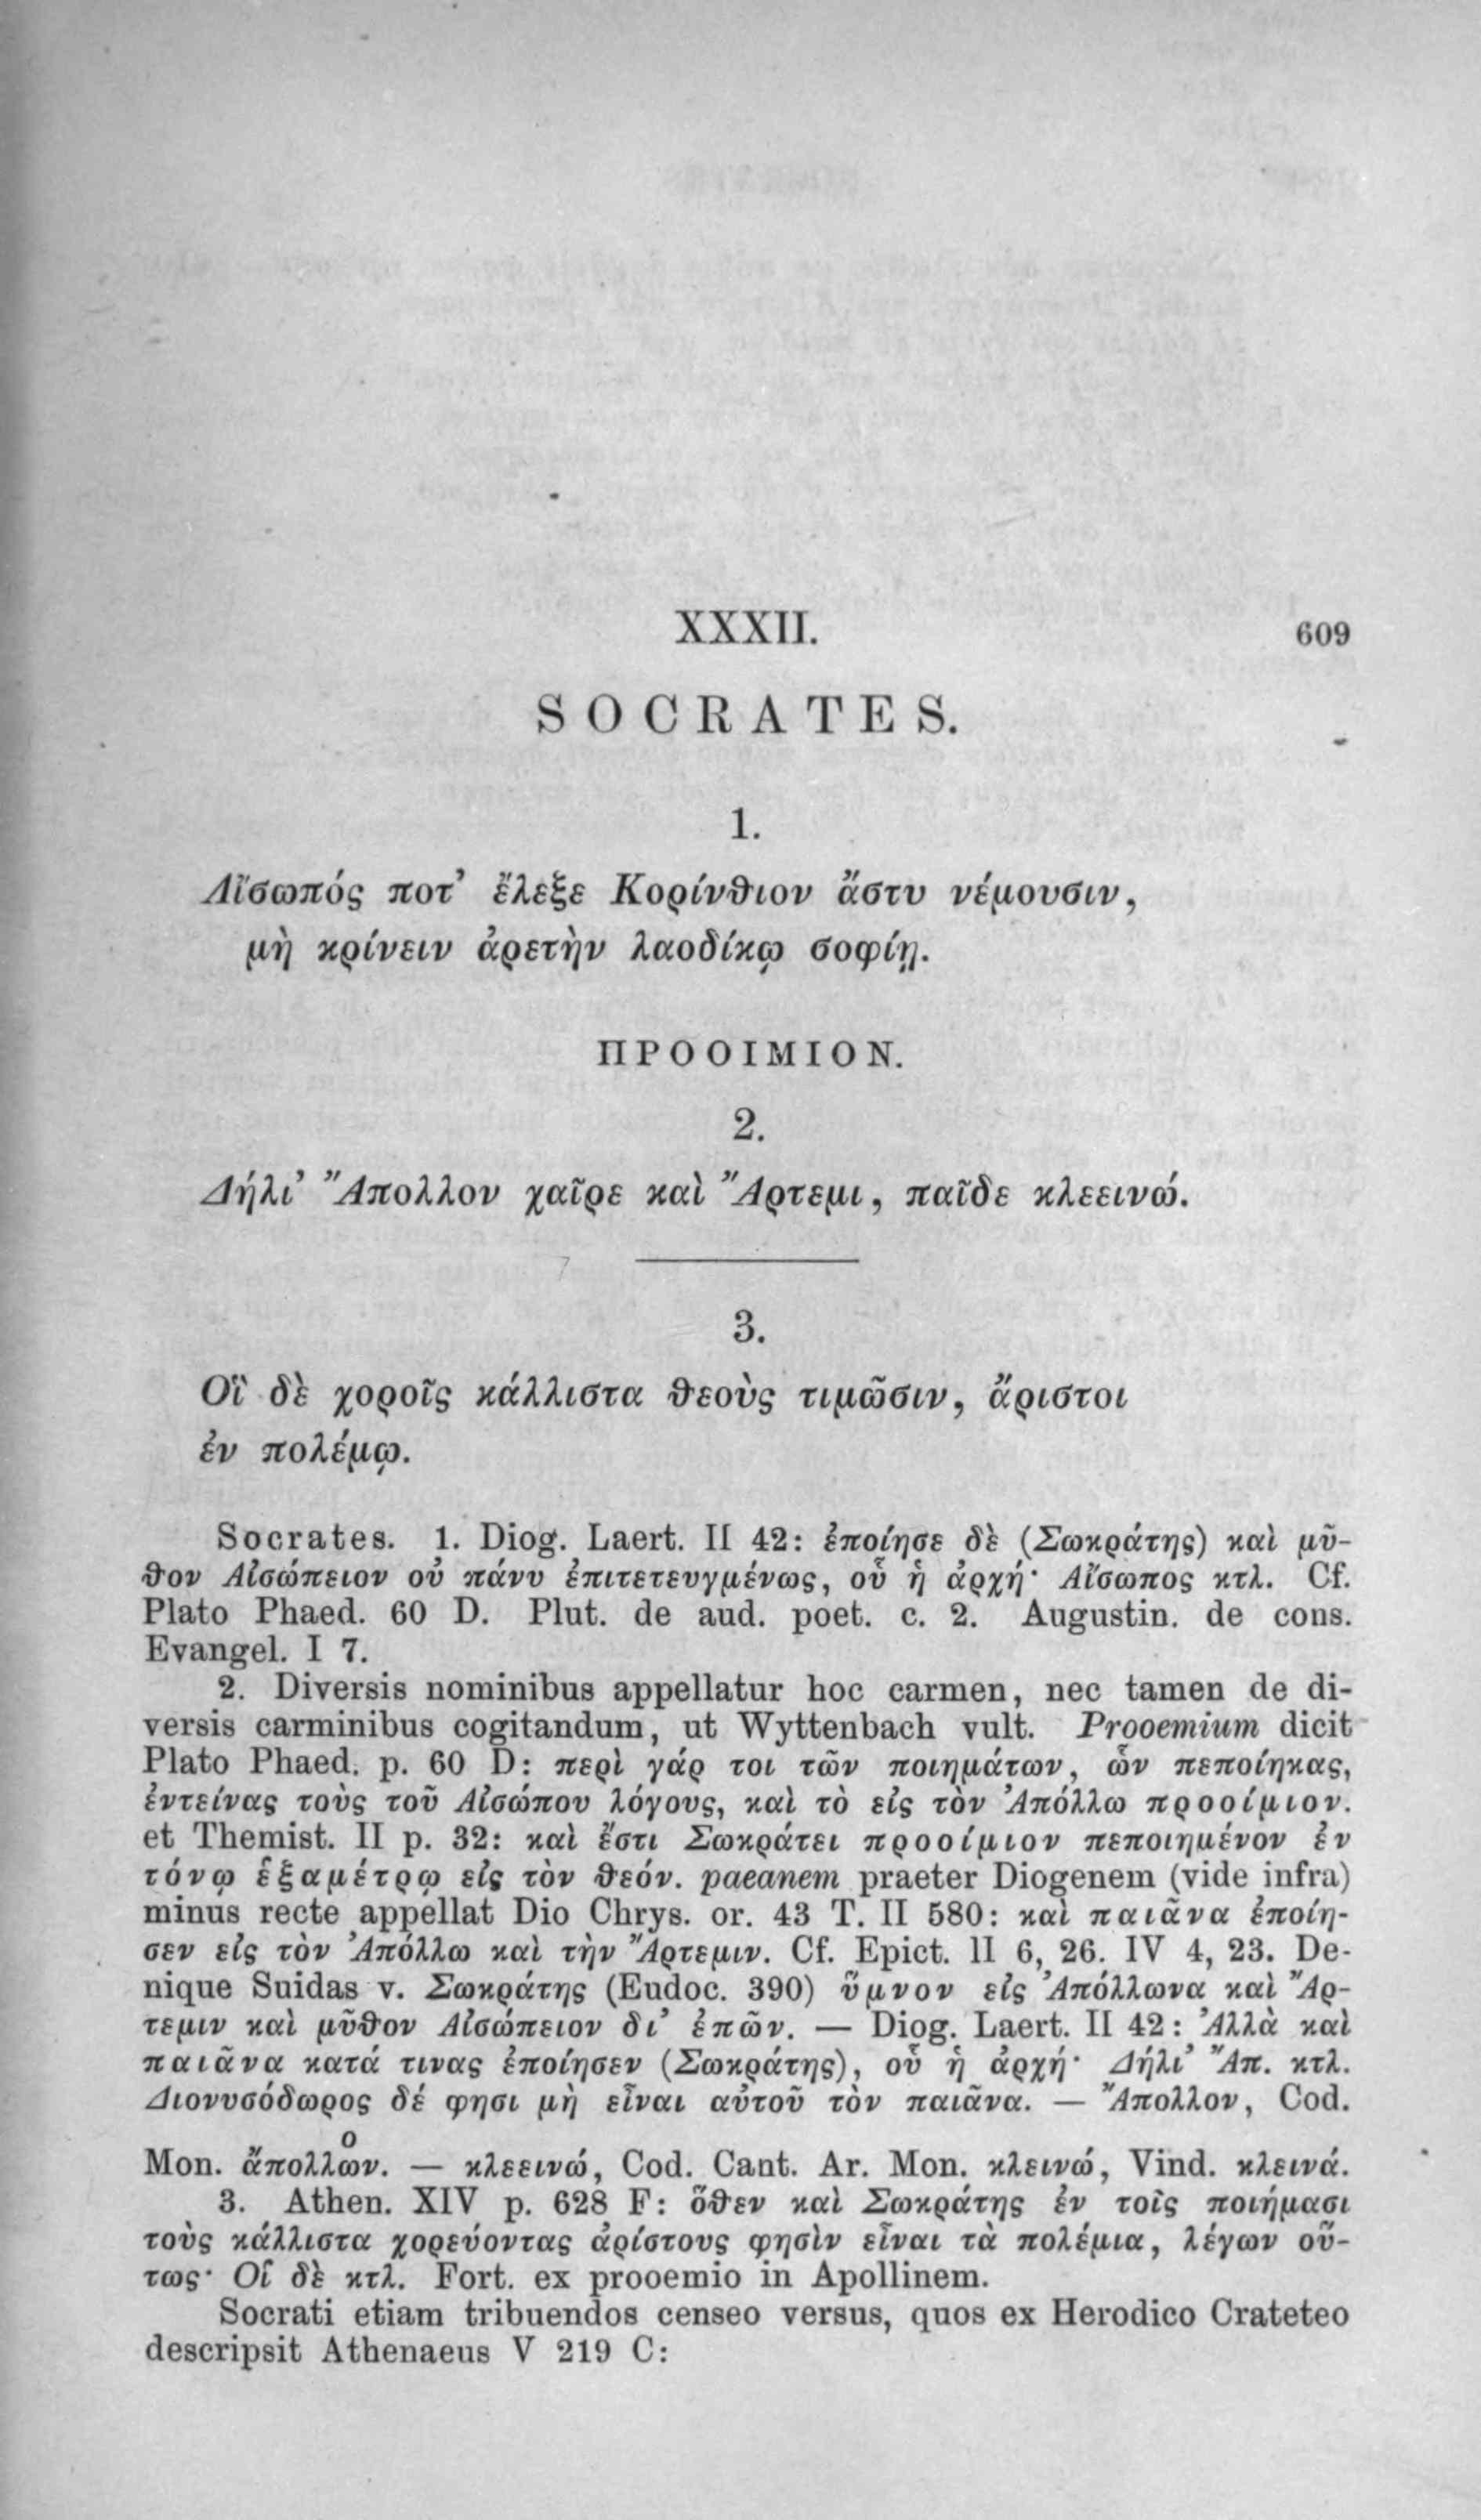 XXXII. 609
SOCRATES.
1.
Αἴσωπός ποτ’ ἔλεξε Κορίνθιον ἄστυ νέμουσιν,
μὴ κρίνειν ἀρετὴν λαοδίκῳ σοφίῃ.
ΠΡΟΟΙΜΙΟΝ.
2.
Δήλι’ Ἄπολλον χαῖρε καὶ Ἄρτεμι, παῖδε κλεεινώ.
3.
Οἳ δὲ χοροῖς κάλλιστα θεοὺς τιμῶσιν, ἄριστοι
ἐν πολέμῳ.
Socrates. 1. Diog. Laert. II 42: ἐποίησε δὲ (Σωκράτης) καὶ μῦ-
θον Αἰσώπειον οὐ πάνυ ἐπιτετευγμένως, οὗ ἡ ἀρχή· Αἴσωπος κτλ. Cf.
Plato Phaed. 60 D. Plut. de aud. poet. c. 2. Augustin. de cons.
Evangel. I 7.
2. Diversis nominibus appellatur hoc carmen, nec tamen de di-
versis carminibus cogitandum, ut Wyttenbach vult. Prooemium dicit
Plato Phaed. p. 60 D: περὶ γάρ τοι τῶν ποιημάτων, ὧν πεποίηκας,
ἐντείνας τοὺς τοῦ Αἰσώπου λόγους, καὶ τὸ εἰς τὸν Ἀπόλλω προοίμιον.
et Themist. II p. 32: καὶ ἔστι Σωκράτει προοίμιον πεποιημένον ἐν
τόνῳ ἑξαμέτρῳ εἰς τὸν θεόν. paeanem praeter Diogenem (vide infra)
minus recte appellat Dio Chrys. or. 43 T. II 580: καὶ παιᾶνα ἐποίη-
σεν εἰς τὸν Ἀπόλλω καὶ τὴν Ἄρτεμιν. Cf. Epict. II 6, 26. IV 4, 23. De-
nique Suidas v. Σωκράτης (Eudoc. 390) ὕμνον εἰς Ἀπόλλωνα καὶ Ἄρ-
τεμιν καὶ μῦθον Αἰσώπειον δι’ ἐπῶν. — Diog. Laert. II 42: Ἀλλὰ καὶ
παιᾶνα κατά τινας ἐποίησεν (Σωκράτης), οὗ ἡ ἀρχή· Δήλι’ Ἄπ. κτλ.
Διονυσόδωρος δέ φησι μὴ εἶναι αὐτοῦ τὸν παιᾶνα. — Ἄπολλον, Cod.
ο
Mon. ἄπολλων. — κλεεινώ, Cod. Cant. Ar. Mon. κλεινώ, Vind. κλεινά.
3. Athen. XIV p. 628 F: ὅθεν καὶ Σωκράτης ἐν τοῖς ποιήμασι
τοὺς κάλλιστα χορεύοντας ἀρίστους φησὶν εἶναι τὰ πολέμια, λέγων οὕ-
τως· Οἳ δὲ κτλ. Fort. ex prooemio in Apollinem.
Socrati etiam tribuendos censeo versus, quos ex Herodico Crateteo
descripsit Athenaeus V 219 C: